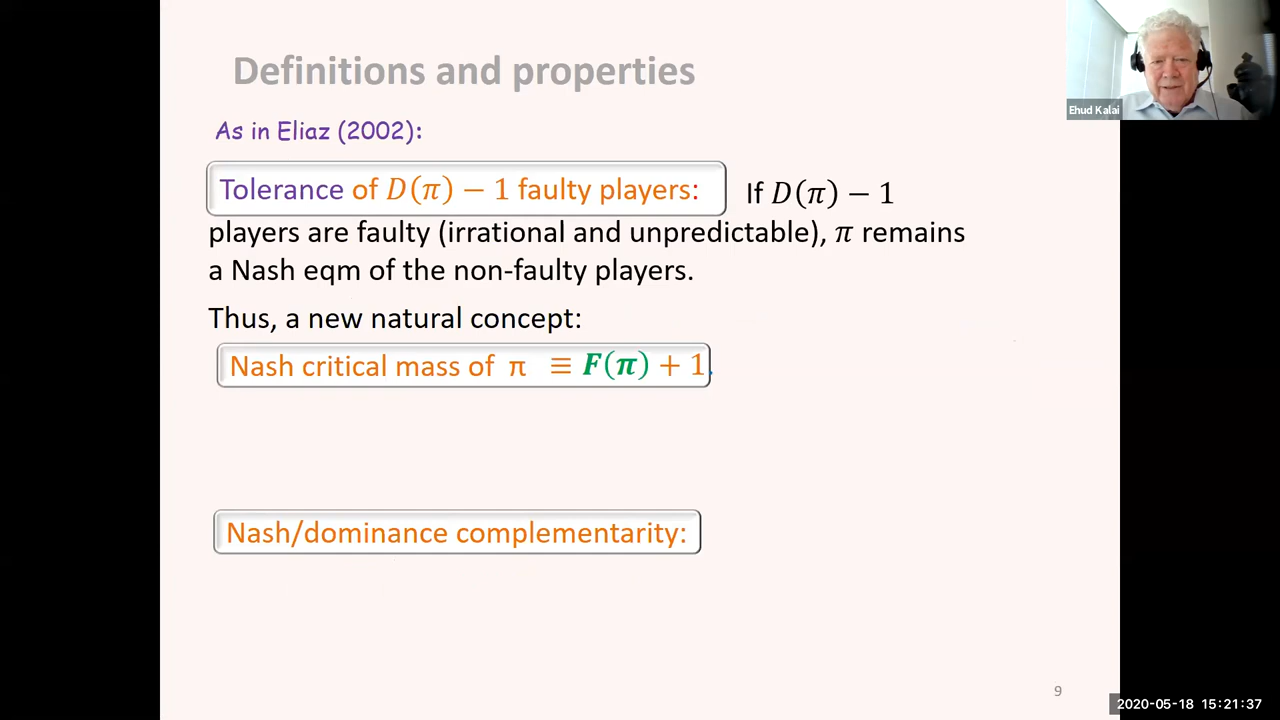 Definitions and properties
Ehud Kalai
As in Eliaz (2002):
Tolerance of D(π) − 1 faulty players: If D(π) − 1
players are faulty (irrational and unpredictable), π remains
a Nash eqm of the non-faulty players.
Thus, a new natural concept:
Nash critical mass of π ≡ F(π) + 1.
Nash/dominance complementarity:
9
2020-05-18 15:21:37